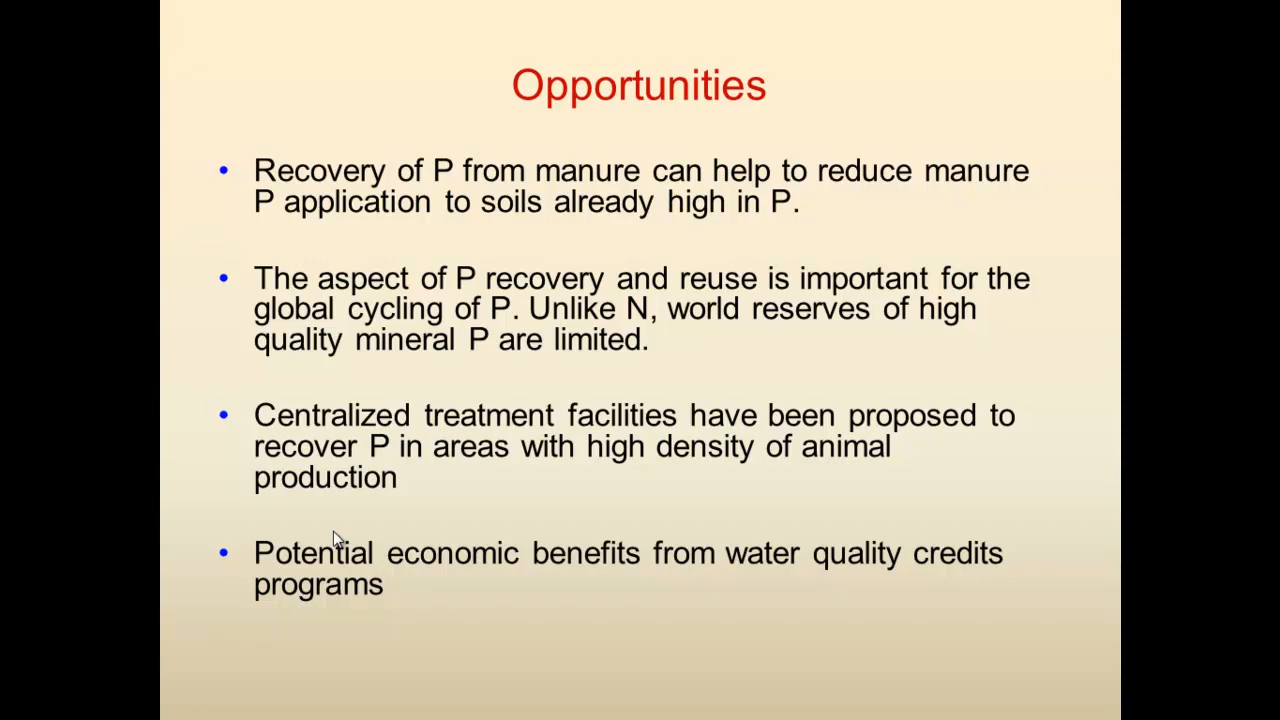 Opportunities
• Recovery of P from manure can help to reduce manure
P application to soils already high in P.
• The aspect of P recovery and reuse is important for the
global cycling of P. Unlike N, world reserves of high
quality mineral P are limited.
• Centralized treatment facilities have been proposed to
recover P in areas with high density of animal
production
• Potential economic benefits from water quality credits
programs